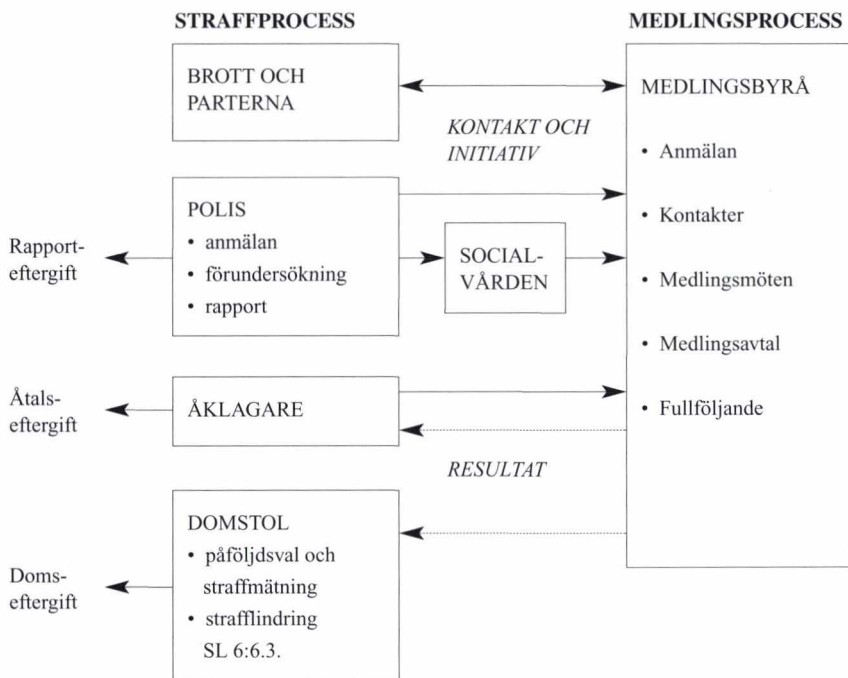 STRAFFPROCESS
MEDLINGSPROCESS
BROTT OCH
PARTERNA
KONTAKT OCH
INITIATIV
POLIS
• anmälan
• förundersökning
• rapport
Rapport-
eftergift
SOCIAL-
VÅRDEN
ÅKLAGARE
Åtals-
eftergift
RESULTAT
DOMSTOL
• påföljdsval och
straffmätning
• strafflindring
SL 6:6.3.
Doms-
eftergift
MEDLINGSBYRÅ
• Anmälan
• Kontakter
• Medlingsmöten
• Medlingsavtal
• Fullföljande